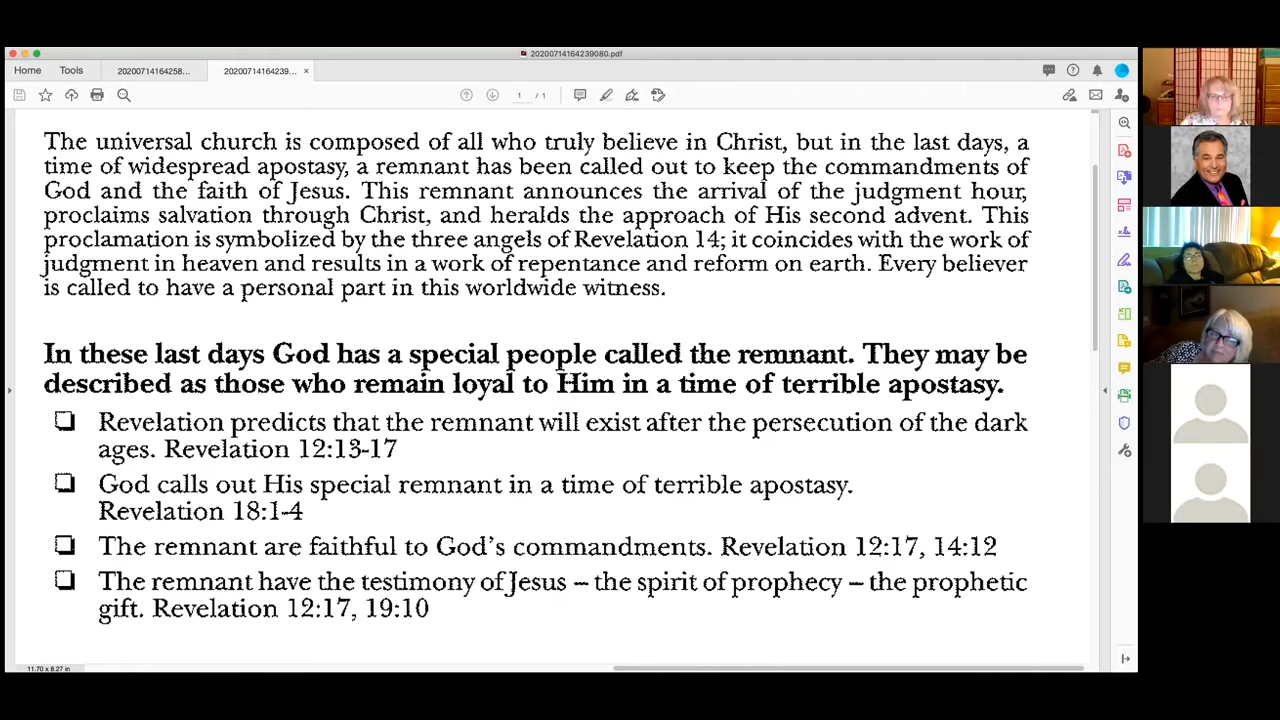 20200714164239080.pdf
Home Tools 20200714164258... 20200714164239... ×
1 / 1
The universal church is composed of all who truly believe in Christ, but in the last days, a
time of widespread apostasy, a remnant has been called out to keep the commandments of
God and the faith of Jesus. This remnant announces the arrival of the judgment hour,
proclaims salvation through Christ, and heralds the approach of His second advent. This
proclamation is symbolized by the three angels of Revelation 14; it coincides with the work of
judgment in heaven and results in a work of repentance and reform on earth. Every believer
is called to have a personal part in this worldwide witness.
In these last days God has a special people called the remnant. They may be
described as those who remain loyal to Him in a time of terrible apostasy.
Revelation predicts that the remnant will exist after the persecution of the dark
ages. Revelation 12:13-17
God calls out His special remnant in a time of terrible apostasy.
Revelation 18:1-4
The remnant are faithful to God's commandments. Revelation 12:17, 14:12
The remnant have the testimony of Jesus – the spirit of prophecy – the prophetic
gift. Revelation 12:17, 19:10
11.70 x 8.27 in